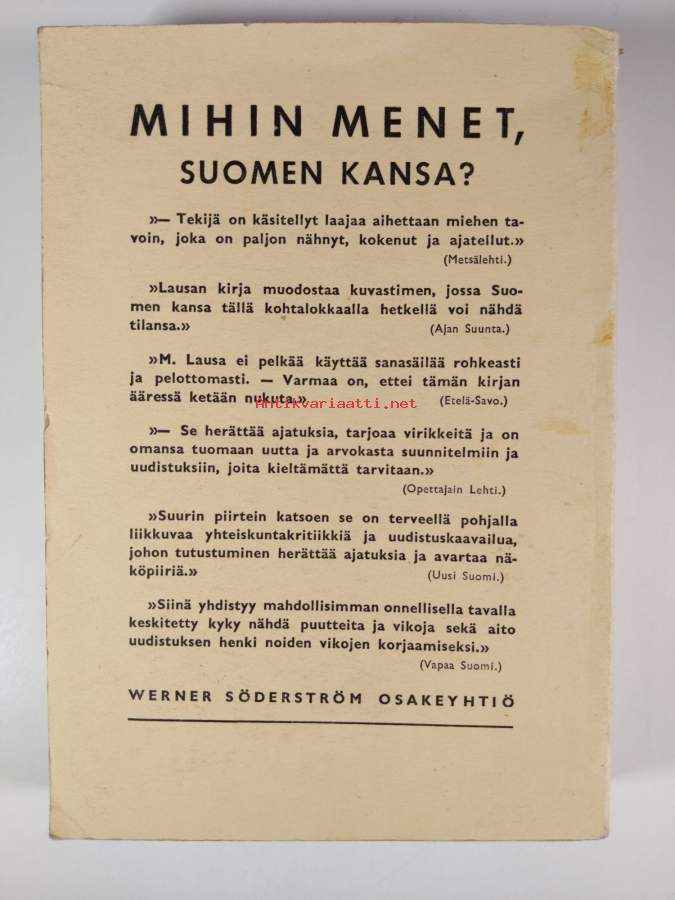 MIHIN MENET,
SUOMEN KANSA?
»— Tekijä on käsitellyt laajaa aihettaan miehen ta-
voin, joka on paljon nähnyt, kokenut ja ajatellut.»
(Metsälehti.)
»Lausan kirja muodostaa kuvastimen, jossa Suo-
men kansa tällä kohtalokkaalla hetkellä voi nähdä
tilansa.» (Ajan Suunta.)
»M. Lausa ei pelkää käyttää sanasäilää rohkeasti
ja pelottomasti. — Varmaa on, ettei tämän kirjan
ääressä ketään nukuta.» (Etelä-Savo.)
Antikvariaatti.net
»— Se herättää ajatuksia, tarjoaa virikkeitä ja on
omansa tuomaan uutta ja arvokasta suunnitelmiin ja
uudistuksiin, joita kieltämättä tarvitaan.»
(Opettajain Lehti.)
»Suurin piirtein katsoen se on terveellä pohjalla
liikkuvaa yhteiskuntakritiikkiä ja uudistuskaavailua,
johon tutustuminen herättää ajatuksia ja avartaa nä-
köpiiriä.» (Uusi Suomi.)
»Siinä yhdistyy mahdollisimman onnellisella tavalla
keskitetty kyky nähdä puutteita ja vikoja sekä aito
uudistuksen henki noiden vikojen korjaamiseksi.»
(Vapaa Suomi.)
WERNER SÖDERSTRÖM OSAKEYHTIÖ